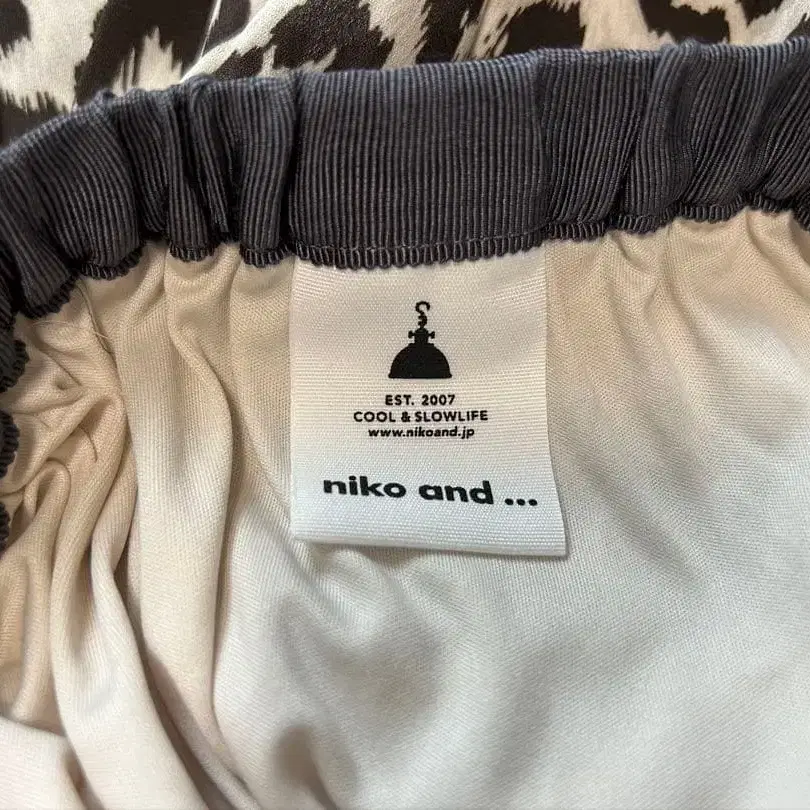 EST. 2007
COOL & SLOWLIFE
www.nikoand.jp
niko and ...